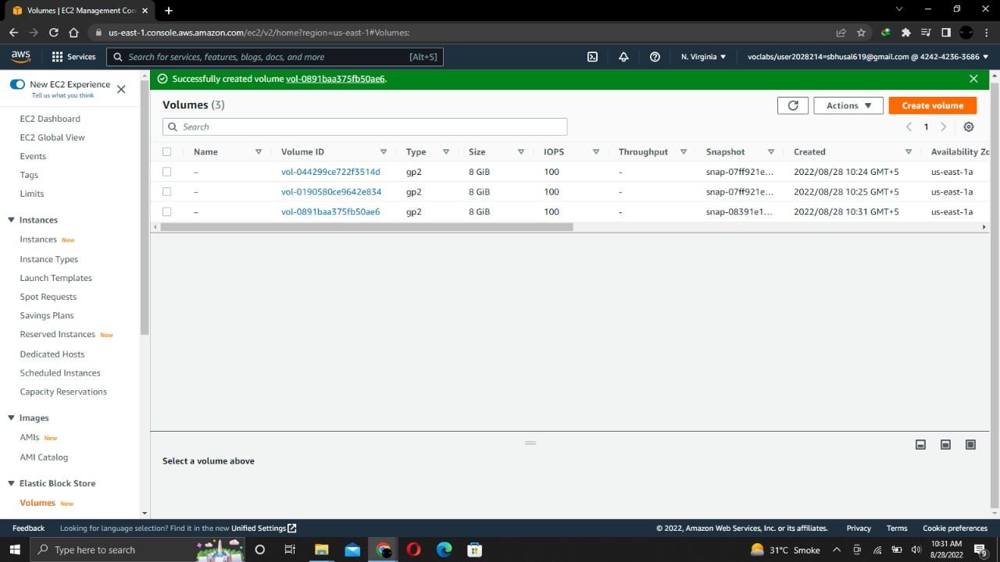 Volumes | EC2 Management Con
us-east-1.console.aws.amazon.com/ec2/v2/home?region=us-east-1#Volumes:
aws
Services
Search for services, features, blogs, docs, and more
[Alt+S]
N. Virginia
voclabs/user2028214=sbhusal619@gmail.com @ 4242-4236-3686
New EC2 Experience
Tell us what you think
EC2 Dashboard
EC2 Global View
Events
Tags
Limits
Instances
Instances New
Instance Types
Launch Templates
Spot Requests
Savings Plans
Reserved Instances New
Dedicated Hosts
Scheduled Instances
Capacity Reservations
Images
AMIs New
AMI Catalog
Elastic Block Store
Volumes New
Successfully created volume vol-0891baa375fb50ae6.
Volumes (3)
Actions
Create volume
Search
1
Name Volume ID Type Size IOPS Throughput Snapshot Created Availability Zo
– vol-044299ce722f3514d gp2 8 GiB 100 - snap-07ff921e... 2022/08/28 10:24 GMT+5 us-east-1a
– vol-0190580ce9642e834 gp2 8 GiB 100 - snap-07ff921e... 2022/08/28 10:25 GMT+5 us-east-1a
– vol-0891baa375fb50ae6 gp2 8 GiB 100 - snap-08391e1... 2022/08/28 10:31 GMT+5 us-east-1a
Select a volume above
Feedback
Looking for language selection? Find it in the new Unified Settings
© 2022, Amazon Web Services, Inc. or its affiliates.
Privacy
Terms
Cookie preferences
Type here to search
31°C Smoke
10:31 AM
8/28/2022
9